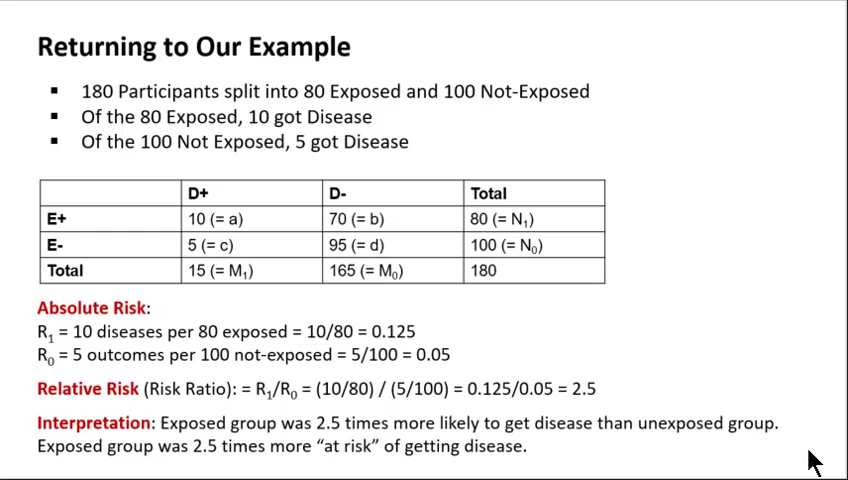 Returning to Our Example
▪ 180 Participants split into 80 Exposed and 100 Not-Exposed
▪ Of the 80 Exposed, 10 got Disease
▪ Of the 100 Not Exposed, 5 got Disease
D+ D- Total
E+ 10 (= a) 70 (= b) 80 (= N₁)
E- 5 (= c) 95 (= d) 100 (= N₀)
Total 15 (= M₁) 165 (= M₀) 180
Absolute Risk:
R₁ = 10 diseases per 80 exposed = 10/80 = 0.125
R₀ = 5 outcomes per 100 not-exposed = 5/100 = 0.05
Relative Risk (Risk Ratio): = R₁/R₀ = (10/80) / (5/100) = 0.125/0.05 = 2.5
Interpretation: Exposed group was 2.5 times more likely to get disease than unexposed group.
Exposed group was 2.5 times more “at risk” of getting disease.